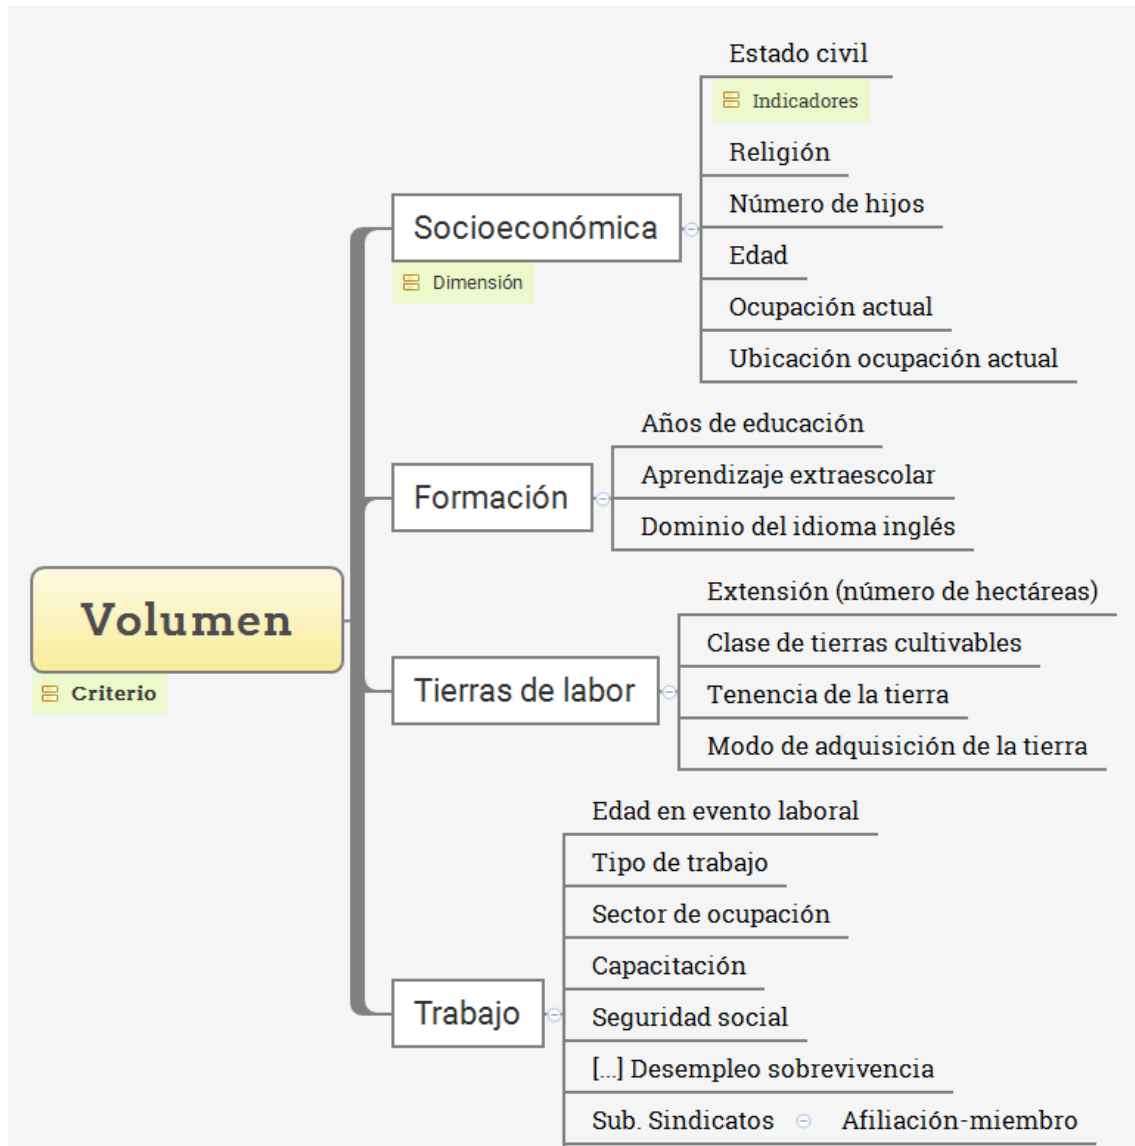 Estado civil
Indicadores
Religión
Número de hijos
Socioeconómica
Edad
Dimensión
Ocupación actual
Ubicación ocupación actual
Años de educación
Aprendizaje extraescolar
Formación
Dominio del idioma inglés
Volumen
Criterio
Extensión (número de hectáreas)
Clase de tierras cultivables
Tierras de labor
Tenencia de la tierra
Modo de adquisición de la tierra
Edad en evento laboral
Tipo de trabajo
Sector de ocupación
Capacitación
Trabajo
Seguridad social
[...] Desempleo sobrevivencia
Sub. Sindicatos Afiliación-miembro